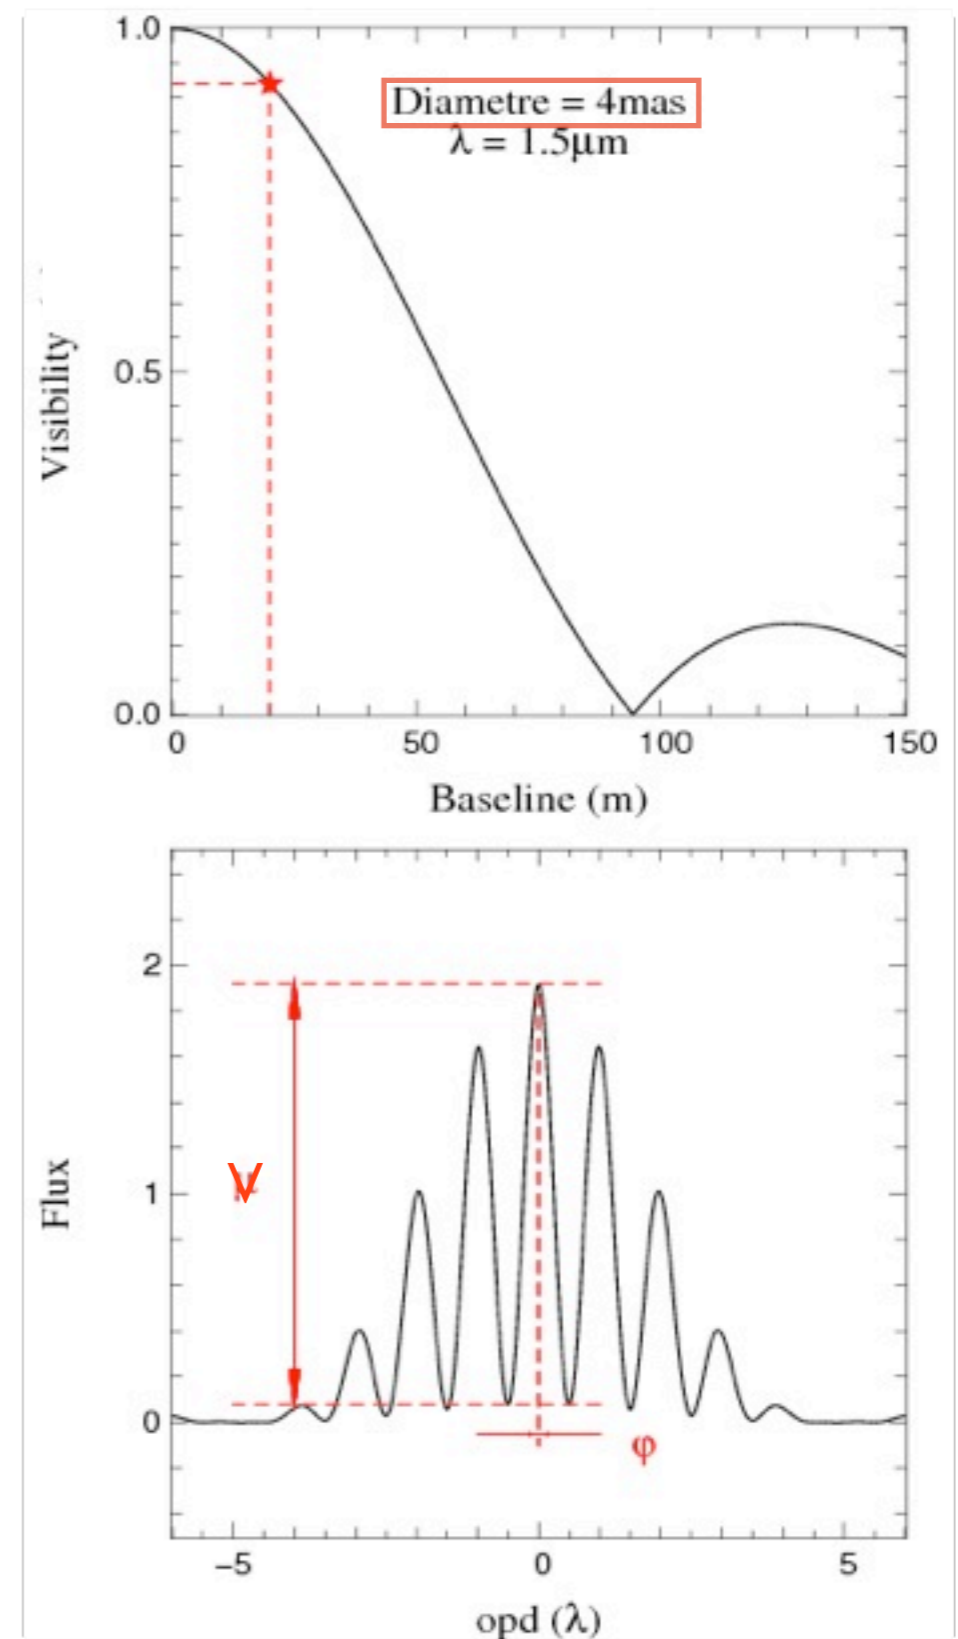 1.0
Diametre = 4mas
λ = 1.5μm
Visibility
0.5
0.0
0 50 100 150
Baseline (m)
2
V
Flux
1
0
φ
−5 0 5
opd (λ)